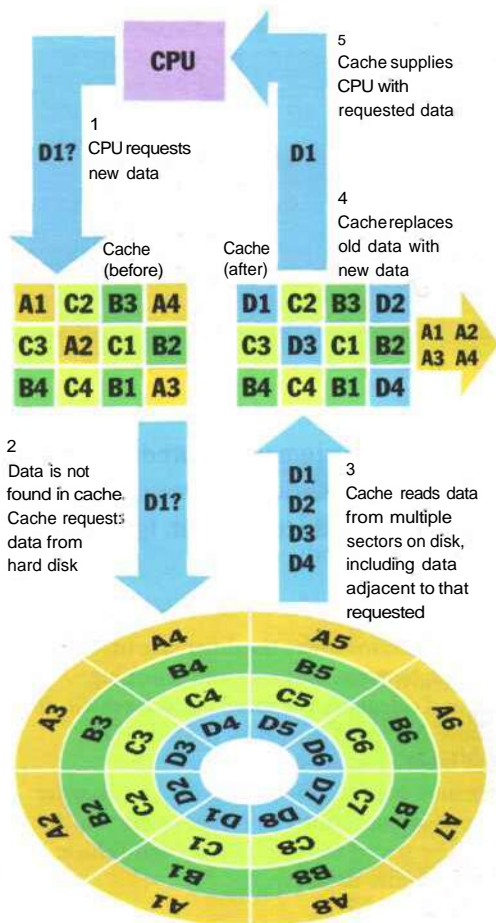 CPU
5
Cache supplies
CPU with
requested data
1
CPU requests
new data
D1?
D1
4
Cachereplaces
old data with
new data
Cache
(before)
Cache
(after)
A1 C2 B3 A4
C3 A2 C1 B2
B4 C4 B1 A3
D1 C2 B3 D2
C3 D3 C1 B2
B4 C4 B1 D4
A1 A2
A3 A4
2
Data is not
found in cache.
Cache request:
data from
hard disk
D1?
D1
D2
D3
D4
3
Cache reads data
from multiple
sectors on disk,
including data
adjacent to that
requested
A4 A5
B4 B5
C4 C5
D4 D5
A3 B3 C3 D3 D6 C6 B6 A6
A2 B2 C2 D2 D7 C7 B7 A7
D1 D8
C1 C8
B1 B8
A1 A8